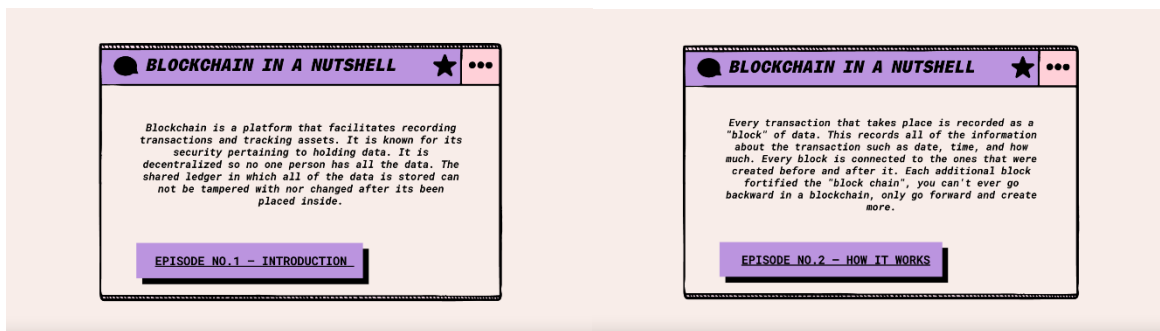 BLOCKCHAIN IN A NUTSHELL
Blockchain is a platform that facilitates recording
transactions and tracking assets. It is known for its
security pertaining to holding data. It is
decentralized so no one person has all the data. The
shared ledger in which all of the data is stored can
not be tampered with nor changed after its been
placed inside.
EPISODE NO.1 – INTRODUCTION
BLOCKCHAIN IN A NUTSHELL
Every transaction that takes place is recorded as a
"block" of data. This records all of the information
about the transaction such as date, time, and how
much. Every block is connected to the ones that were
created before and after it. Each additional block
fortified the "block chain", you can't ever go
backward in a blockchain, only go forward and create
more.
EPISODE NO.2 – HOW IT WORKS